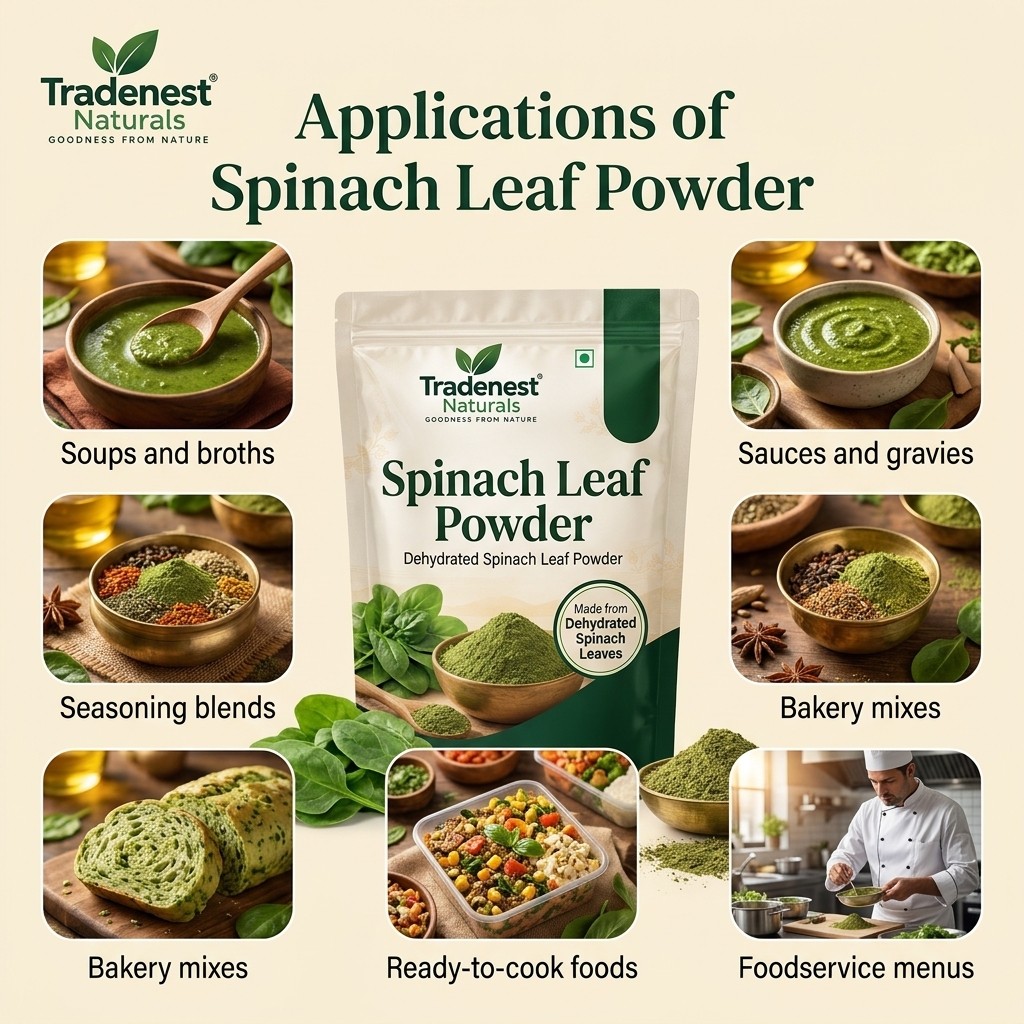 Tradenest®
Naturals
GOODNESS FROM NATURE
Applications of
Spinach Leaf Powder
Soups and broths
Sauces and gravies
Tradenest®
Naturals
GOODNESS FROM NATURE
Spinach Leaf
Powder
Dehydrated Spinach Leaf Powder
Made from
Dehydrated
Spinach
Leaves
Seasoning blends
Bakery mixes
Bakery mixes
Ready-to-cook foods
Foodservice menus